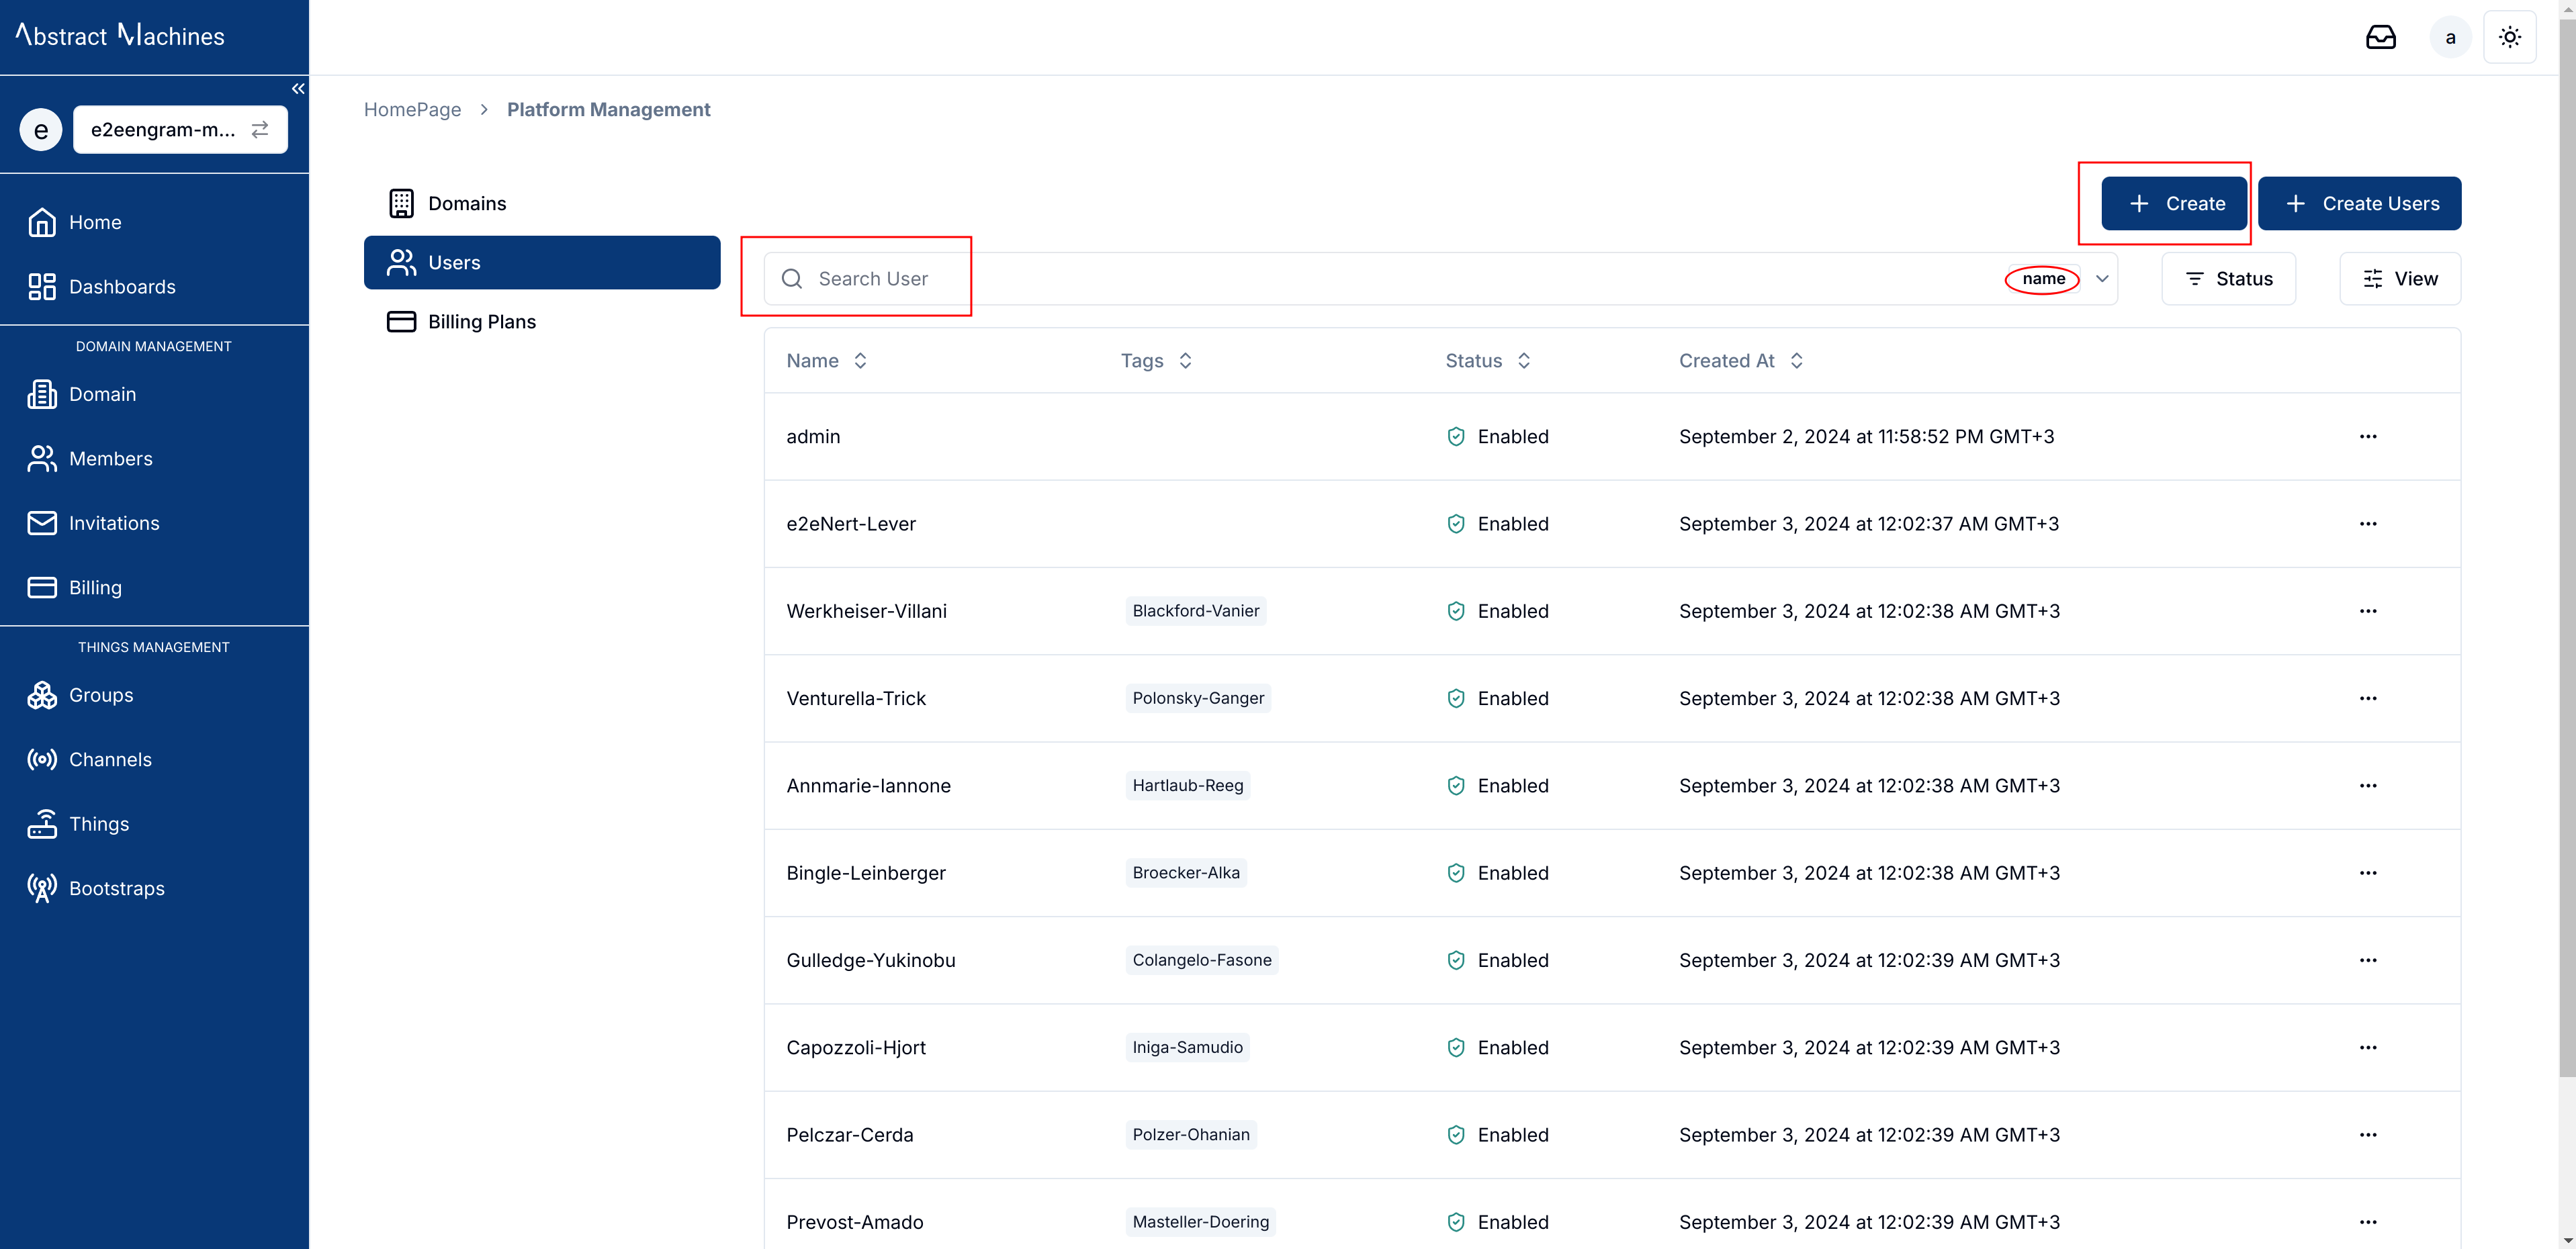 Abstract Machines
a
e
e2eengram-m...
HomePage
Platform Management
Home
Dashboards
DOMAIN MANAGEMENT
Domain
Members
Invitations
Billing
THINGS MANAGEMENT
Groups
Channels
Things
Bootstraps
Domains
Users
Billing Plans
Create
Create Users
Search User
name
Status
View
Name Tags Status Created At
admin Enabled September 2, 2024 at 11:58:52 PM GMT+3
e2eNert-Lever Enabled September 3, 2024 at 12:02:37 AM GMT+3
Werkheiser-Villani Blackford-Vanier Enabled September 3, 2024 at 12:02:38 AM GMT+3
Venturella-Trick Polonsky-Ganger Enabled September 3, 2024 at 12:02:38 AM GMT+3
Annmarie-Iannone Hartlaub-Reeg Enabled September 3, 2024 at 12:02:38 AM GMT+3
Bingle-Leinberger Broecker-Alka Enabled September 3, 2024 at 12:02:38 AM GMT+3
Gulledge-Yukinobu Colangelo-Fasone Enabled September 3, 2024 at 12:02:39 AM GMT+3
Capozzoli-Hjort Iniga-Samudio Enabled September 3, 2024 at 12:02:39 AM GMT+3
Pelczar-Cerda Polzer-Ohanian Enabled September 3, 2024 at 12:02:39 AM GMT+3
Prevost-Amado Masteller-Doering Enabled September 3, 2024 at 12:02:39 AM GMT+3